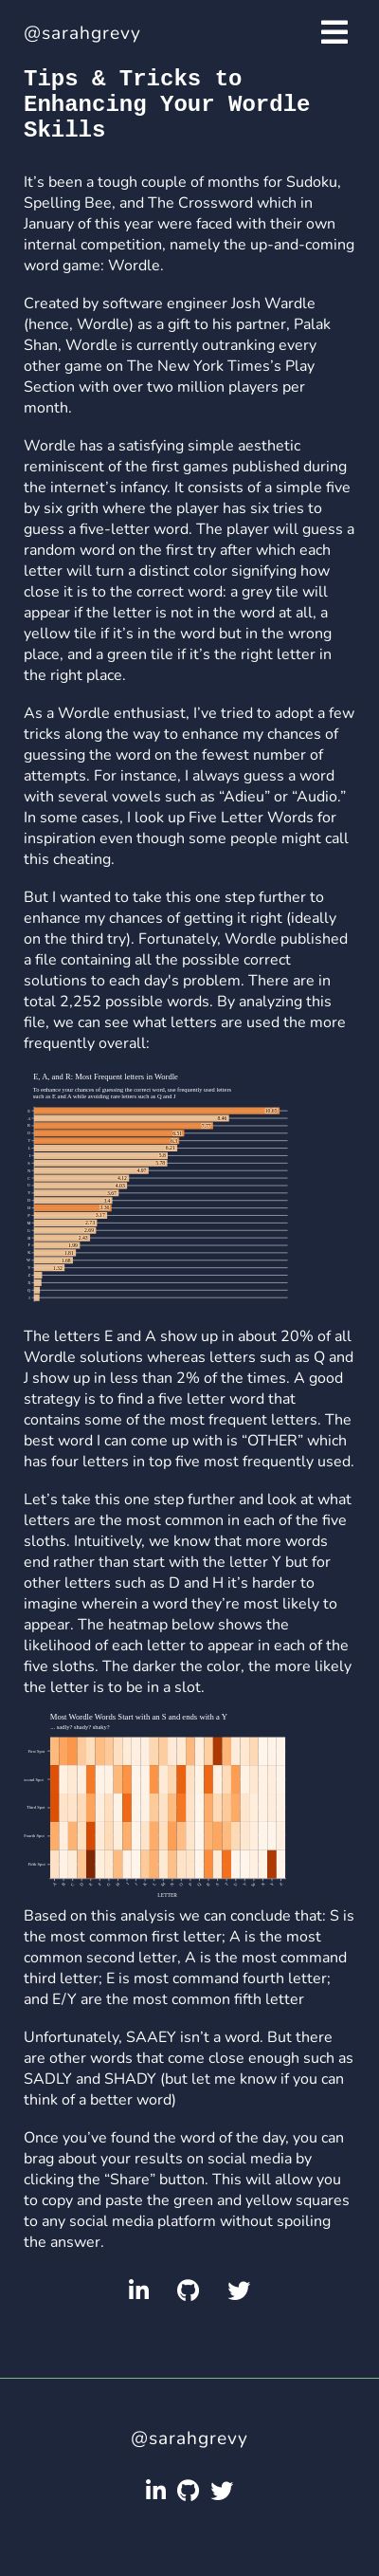 @sarahgrevy
Tips & Tricks to
Enhancing Your Wordle
Skills
It’s been a tough couple of months for Sudoku,
Spelling Bee, and The Crossword which in
January of this year were faced with their own
internal competition, namely the up-and-coming
word game: Wordle.
Created by software engineer Josh Wardle
(hence, Wordle) as a gift to his partner, Palak
Shan, Wordle is currently outranking every
other game on The New York Times’s Play
Section with over two million players per
month.
Wordle has a satisfying simple aesthetic
reminiscent of the first games published during
the internet’s infancy. It consists of a simple five
by six grith where the player has six tries to
guess a five-letter word. The player will guess a
random word on the first try after which each
letter will turn a distinct color signifying how
close it is to the correct word: a grey tile will
appear if the letter is not in the word at all, a
yellow tile if it’s in the word but in the wrong
place, and a green tile if it’s the right letter in
the right place.
As a Wordle enthusiast, I’ve tried to adopt a few
tricks along the way to enhance my chances of
guessing the word on the fewest number of
attempts. For instance, I always guess a word
with several vowels such as “Adieu” or “Audio.”
In some cases, I look up Five Letter Words for
inspiration even though some people might call
this cheating.
But I wanted to take this one step further to
enhance my chances of getting it right (ideally
on the third try). Fortunately, Wordle published
a file containing all the possible correct
solutions to each day's problem. There are in
total 2,252 possible words. By analyzing this
file, we can see what letters are used the more
frequently overall:
E, A, and R: Most Frequent letters in Wordle
To enhance your chances of guessing the correct word, use frequently used letters
such as E and A while avoiding rare letters such as Q and J
The letters E and A show up in about 20% of all
Wordle solutions whereas letters such as Q and
J show up in less than 2% of the times. A good
strategy is to find a five letter word that
contains some of the most frequent letters. The
best word I can come up with is “OTHER” which
has four letters in top five most frequently used.
Let’s take this one step further and look at what
letters are the most common in each of the five
sloths. Intuitively, we know that more words
end rather than start with the letter Y but for
other letters such as D and H it’s harder to
imagine wherein a word they’re most likely to
appear. The heatmap below shows the
likelihood of each letter to appear in each of the
five sloths. The darker the color, the more likely
the letter is to be in a slot.
Most Wordle Words Start with an S and ends with a Y
... sadly? shady? shaky?
Third Spot
Fourth Spot
Fifth Spot
LETTER
Based on this analysis we can conclude that: S is
the most common first letter; A is the most
common second letter, A is the most command
third letter; E is most command fourth letter;
and E/Y are the most common fifth letter
Unfortunately, SAAEY isn’t a word. But there
are other words that come close enough such as
SADLY and SHADY (but let me know if you can
think of a better word)
Once you’ve found the word of the day, you can
brag about your results on social media by
clicking the “Share” button. This will allow you
to copy and paste the green and yellow squares
to any social media platform without spoiling
the answer.
@sarahgrevy